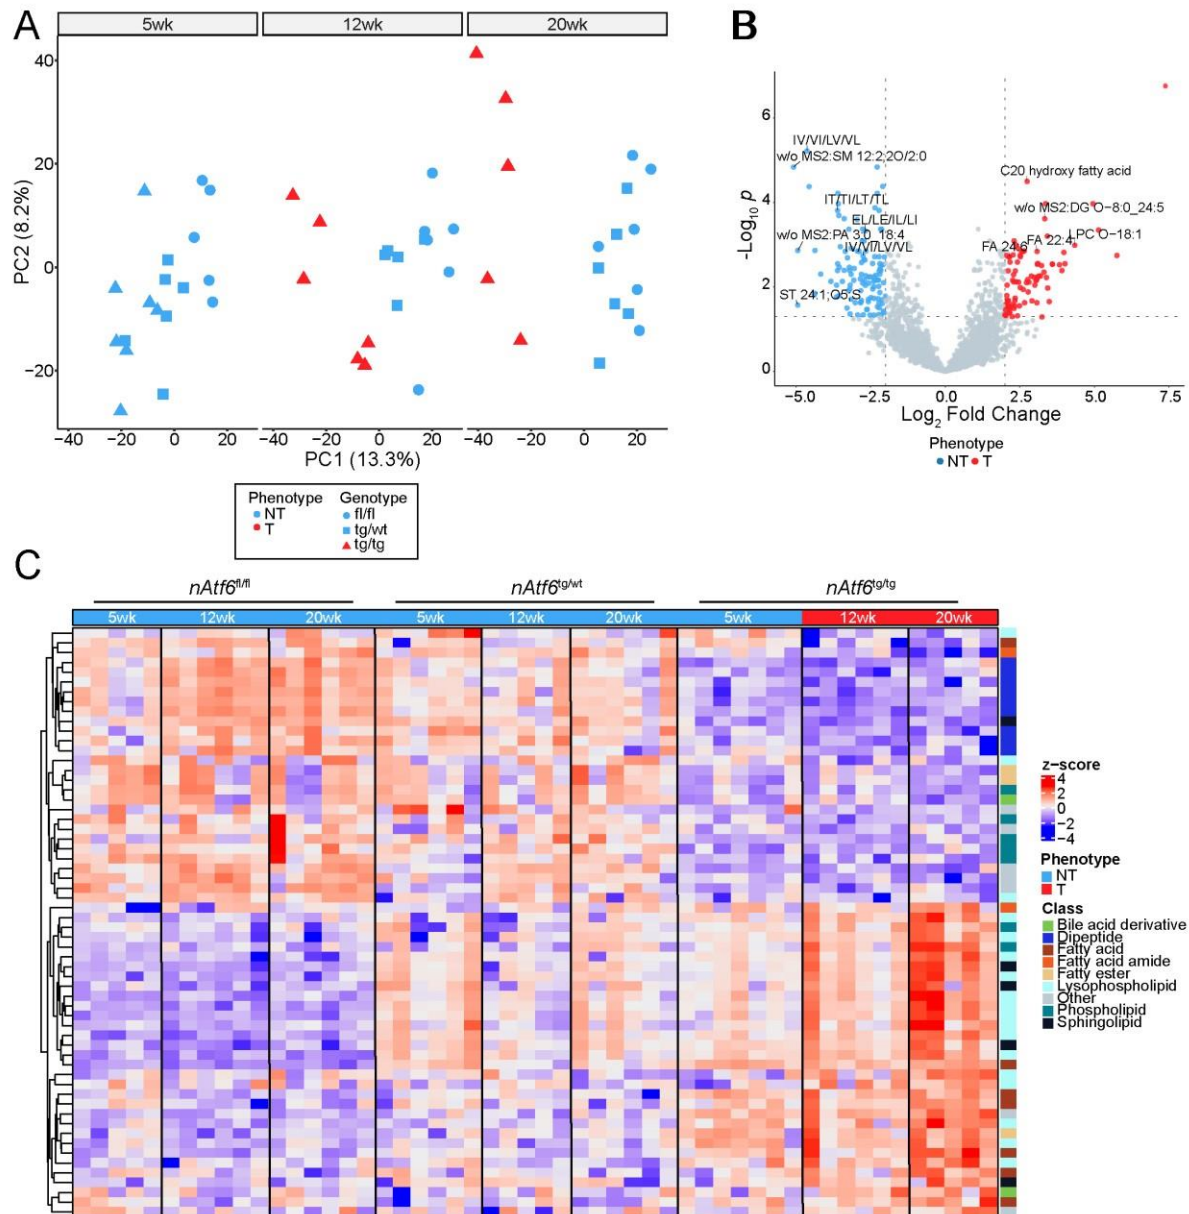 A
5wk 12wk 20wk
40
20
0
−20
PC2 (8.2%)
−40 −20 0 20 −40 −20 0 20 −40 −20 0 20
PC1 (13.3%)
Phenotype Genotype
NT fl/fl
T tg/wt
tg/tg
B
6
4
2
0
-Log10 p
IV/VI/LV/VL
w/o MS2:SM 12:2;2O/2:0
C20 hydroxy fatty acid
IT/TI/LT/TL
w/o MS2:DG O−8:0_24:5
EL/LE/IL/LI
w/o MS2:PA 3:0_18:4
LPC O−18:1
FA 22:4
FA 24:6
IV/VI/LV/VL
ST 24:1;O5;S
−5.0 −2.5 0.0 2.5 5.0 7.5
Log2 Fold Change
Phenotype
NT T
C
nAtf6fl/fl nAtf6tg/wt nAtf6tg/tg
5wk 12wk 20wk 5wk 12wk 20wk 5wk 12wk 20wk
z−score
4
2
0
−2
−4
Phenotype
NT
T
Class
Bile acid derivative
Dipeptide
Fatty acid
Fatty acid amide
Fatty ester
Lysophospholipid
Other
Phospholipid
Sphingolipid